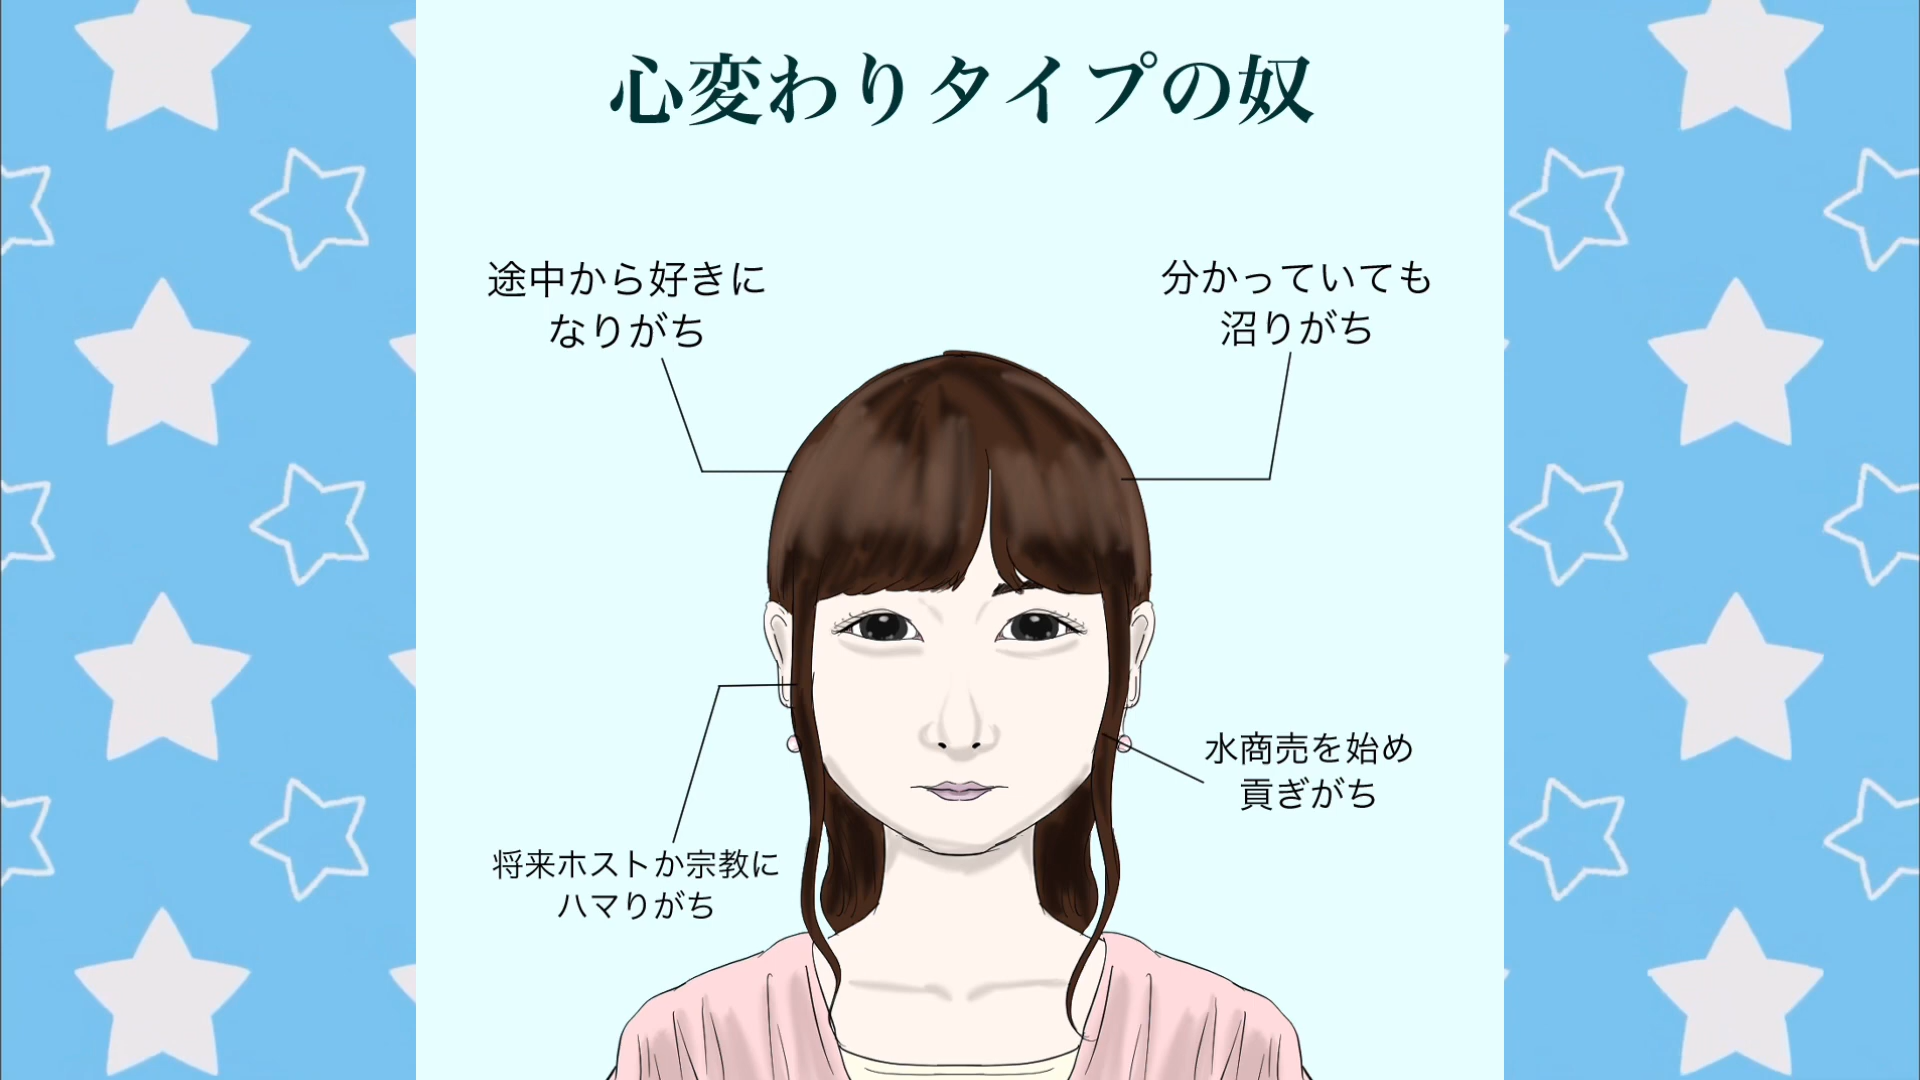 心変わりタイプの奴
途中から好きに
なりがち
分かっていても
沼りがち
水商売を始め
貢ぎがち
将来ホストか宗教に
ハマりがち